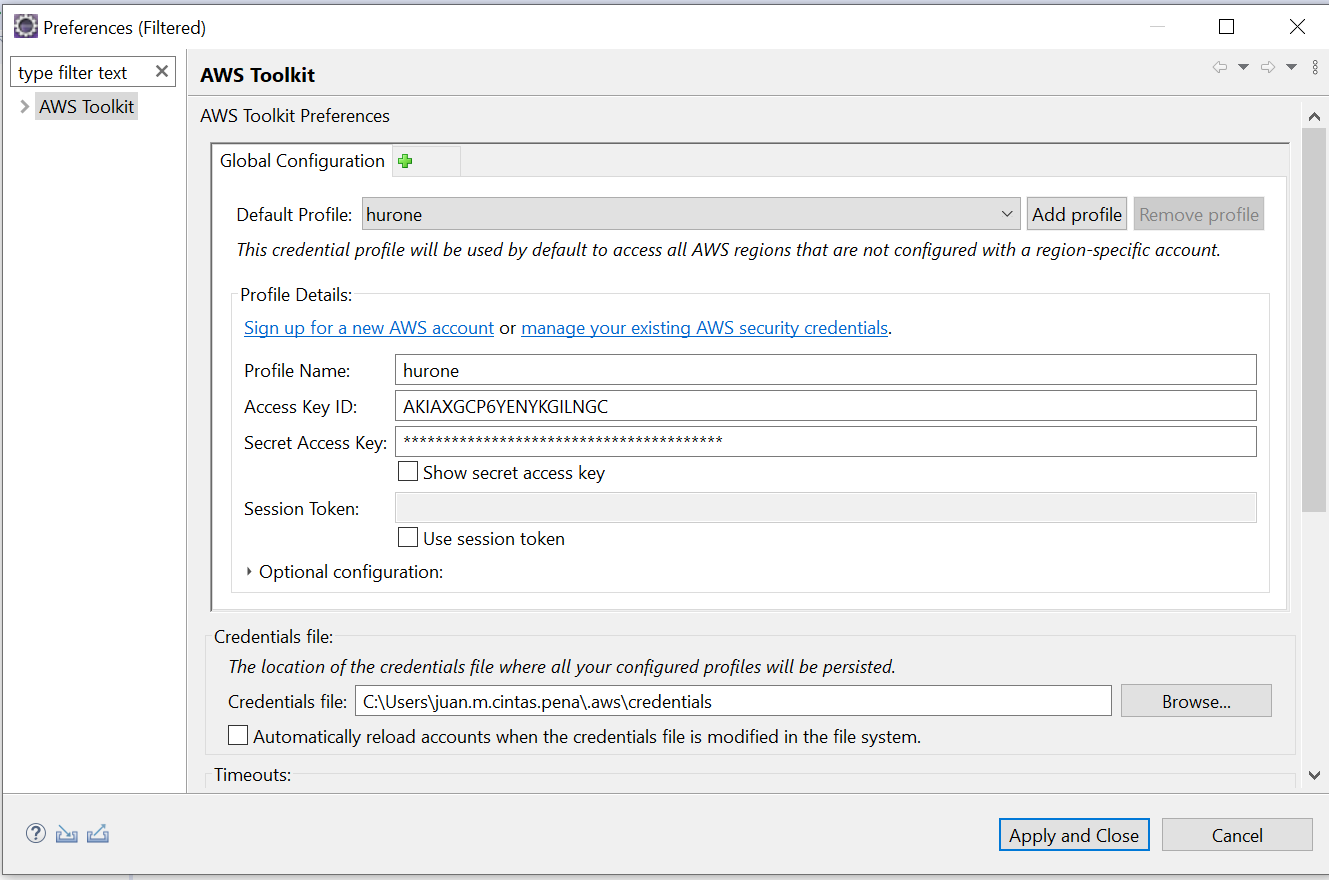 Preferences (Filtered)
type filter text
AWS Toolkit
AWS Toolkit
AWS Toolkit Preferences
Global Configuration
Default Profile: hurone Add profile Remove profile
This credential profile will be used by default to access all AWS regions that are not configured with a region-specific account.
Profile Details:
Sign up for a new AWS account or manage your existing AWS security credentials.
Profile Name: hurone
Access Key ID: AKIAXGCP6YENYKGILNGC
Secret Access Key: ****************************************
Show secret access key
Session Token:
Use session token
Optional configuration:
Credentials file:
The location of the credentials file where all your configured profiles will be persisted.
Credentials file: C:\Users\juan.m.cintas.pena\.aws\credentials Browse...
Automatically reload accounts when the credentials file is modified in the file system.
Timeouts:
Apply and Close Cancel